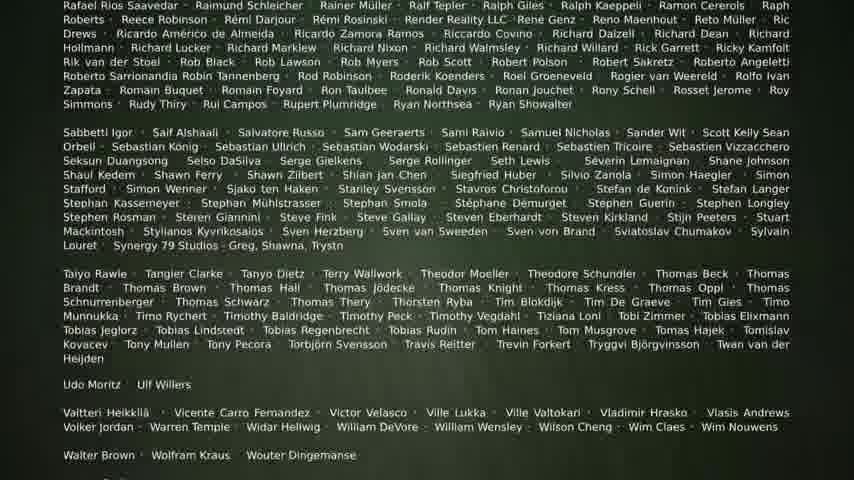 Rafael Rios Saavedar · Raimund Schleicher · Rainer Müller · Ralf Tepler · Ralph Giles · Ralph Kaeppeli · Ramon Cererols · Raph
Roberts · Reece Robinson · Rémi Darjour · Rémi Rosinski · Render Reality LLC · René Genz · Reno Maenhout · Reto Müller · Ric
Drews · Ricardo Américo de Almeida · Ricardo Zamora Ramos · Riccardo Covino · Richard Dalzell · Richard Dean · Richard
Hollmann · Richard Lucker · Richard Marklew · Richard Nixon · Richard Walmsley · Richard Willard · Rick Garrett · Ricky Kamfolt
Rik van der Stoel · Rob Black · Rob Lawson · Rob Myers · Rob Scott · Robert Polson · Robert Sakretz · Roberto Angeletti
Roberto Sarrionandia Robin Tannenberg · Rod Robinson · Roderik Koenders · Roel Groeneveld · Rogier van Weereld · Rolfo Ivan
Zapata · Romain Buquet · Romain Foyard · Ron Taulbee · Ronald Davis · Ronan Jouchet · Rony Schell · Rosset Jerome · Roy
Simmons · Rudy Thiry · Rui Campos · Rupert Plumridge · Ryan Northsea · Ryan Showalter
Sabbetti Igor · Saif Alshaali · Salvatore Russo · Sam Geeraerts · Sami Raivio · Samuel Nicholas · Sander Wit · Scott Kelly Sean
Orbell · Sebastian König · Sebastian Ullrich · Sebastian Wodarski · Sebastien Renard · Sebastien Tricoire · Sebastien Vizzacchero
Seksun Duangsong · Selso DaSilva · Serge Gielkens · Serge Rollinger · Seth Lewis · Séverin Lemaignan · Shane Johnson
Shaul Kedem · Shawn Ferry · Shawn Zilbert · Shian Jan Chen · Siegfried Huber · Silvio Zanola · Simon Haegler · Simon
Stafford · Simon Wenner · Sjako ten Haken · Stanley Svensson · Stavros Christoforou · Stefan de Konink · Stefan Langer
Stephan Kassemeyer · Stephan Mühlstrasser · Stephan Smola · Stéphane Démurget · Stephen Guerin · Stephen Longley
Stephen Rosman · Steren Giannini · Steve Fink · Steve Gallay · Steven Eberhardt · Steven Kirkland · Stijn Peeters · Stuart
Mackintosh · Stylianos Kyvrikosaios · Sven Herzberg · Sven van Sweeden · Sven von Brand · Sviatoslav Chumakov · Sylvain
Louret · Synergy 79 Studios - Greg, Shawna, Trystn
Taiyo Rawle · Tangier Clarke · Tanyo Dietz · Terry Wallwork · Theodor Moeller · Theodore Schundler · Thomas Beck · Thomas
Brandt · Thomas Brown · Thomas Hall · Thomas Jödecke · Thomas Knight · Thomas Kress · Thomas Oppl · Thomas
Schnurrenberger · Thomas Schwarz · Thomas Thery · Thorsten Ryba · Tim Blokdijk · Tim De Graeve · Tim Gies · Timo
Munnukka · Timo Rychert · Timothy Baldridge · Timothy Peck · Timothy Vegdahl · Tiziana Loni · Tobi Zimmer · Tobias Elixmann
Tobias Jeglorz · Tobias Lindstedt · Tobias Regenbrecht · Tobias Rudin · Tom Haines · Tom Musgrove · Tomas Hajek · Tomislav
Kovacev · Tony Mullen · Tony Pecora · Torbjörn Svensson · Travis Reitter · Trevin Forkert · Tryggvi Björgvinsson · Twan van der
Heijden
Udo Moritz · Ulf Willers
Valtteri Heikkilä · Vicente Carro Fernandez · Victor Velasco · Ville Lukka · Ville Valtokari · Vladimir Hrasko · Vlasis Andrews
Volker Jordan · Warren Temple · Widar Hellwig · William DeVore · William Wensley · Wilson Cheng · Wim Claes · Wim Nouwens
Walter Brown · Wolfram Kraus · Wouter Dingemanse